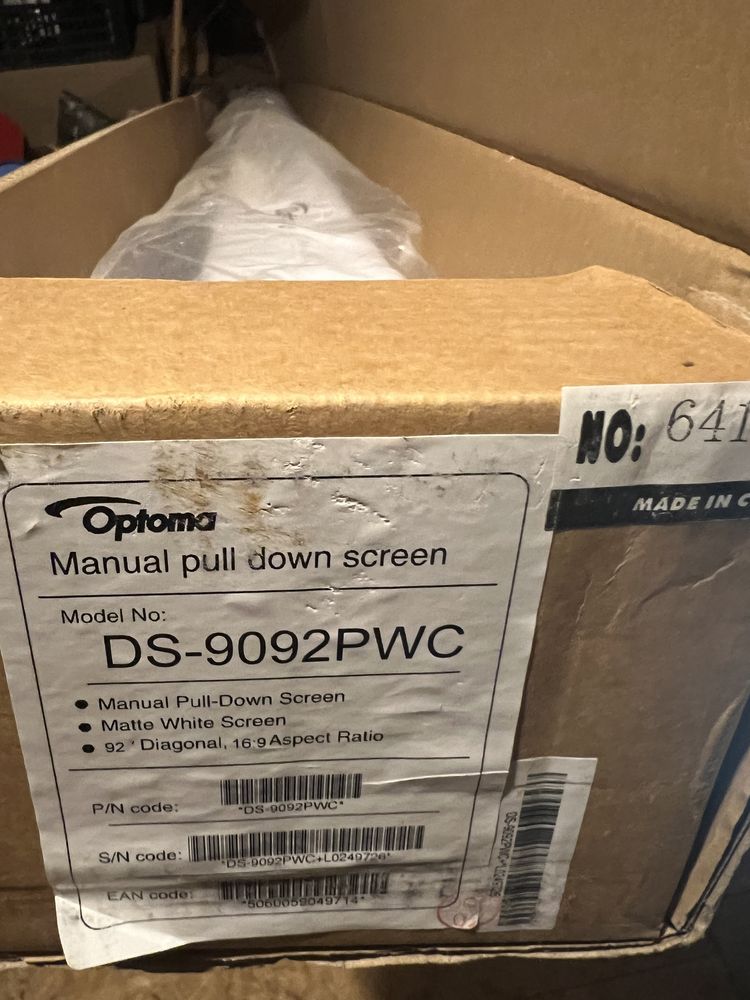 NO: 641
MADE IN C
Optoma
Manual pull down screen
Model No:
DS-9092PWC
● Manual Pull-Down Screen
● Matte White Screen
● 92" Diagonal, 16:9 Aspect Ratio
P/N code:
*DS-9092PWC*
S/N code:
*DS-9092PWC+L0249726*
EAN code:
*5060059049714*